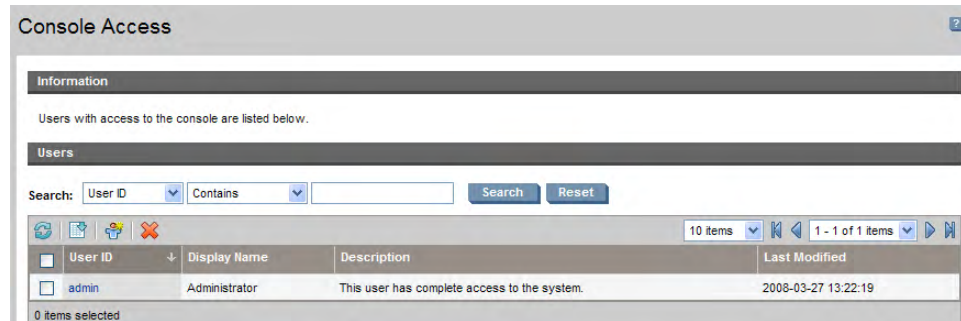 Console Access
?
Information
Users with access to the console are listed below.
Users
Search: User ID Contains Search Reset
10 items 1 - 1 of 1 items
User ID Display Name Description Last Modified
admin Administrator This user has complete access to the system. 2008-03-27 13:22:19
0 items selected